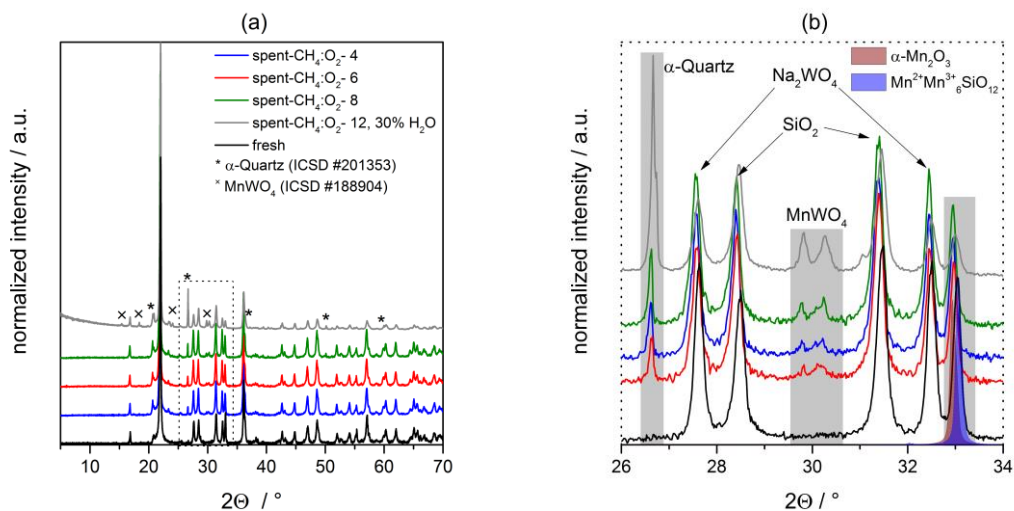 (a)
normalized intensity / a.u.
spent-CH₄:O₂- 4
spent-CH₄:O₂- 6
spent-CH₄:O₂- 8
spent-CH₄:O₂- 12, 30% H₂O
fresh
* α-Quartz (ICSD #201353)
× MnWO₄ (ICSD #188904)
× × * × * × * * *
10 20 30 40 50 60 70
2Θ / °
(b)
normalized intensity / a.u.
α-Quartz
Na₂WO₄
SiO₂
MnWO₄
α-Mn₂O₃
Mn²⁺Mn³⁺₆SiO₁₂
26 28 30 32 34
2Θ / °